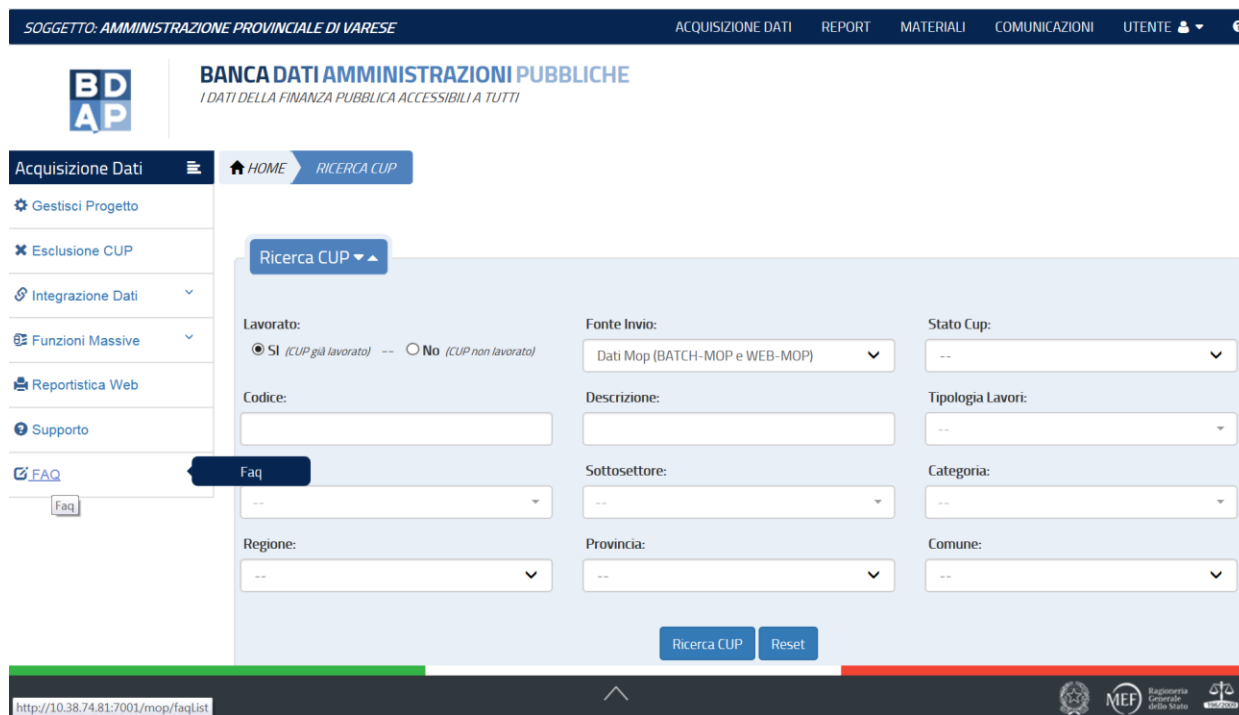 SOGGETTO: AMMINISTRAZIONE PROVINCIALE DI VARESE ACQUISIZIONE DATI REPORT MATERIALI COMUNICAZIONI UTENTE
BD
AP
BANCA DATI AMMINISTRAZIONI PUBBLICHE
I DATI DELLA FINANZA PUBBLICA ACCESSIBILI A TUTTI
Acquisizione Dati
HOME RICERCA CUP
Gestisci Progetto
Esclusione CUP
Integrazione Dati
Funzioni Massive
Reportistica Web
Supporto
FAQ
Faq
Faq
Ricerca CUP
Lavorato: Fonte Invio: Stato Cup:
SI (CUP già lavorato) -- No (CUP non lavorato) Dati Mop (BATCH-MOP e WEB-MOP) --
Codice: Descrizione: Tipologia Lavori:
--
Sottosettore: Categoria:
-- -- --
Regione: Provincia: Comune:
-- -- --
Ricerca CUP Reset
http://10.38.74.81:7001/mop/faqList
MEF Ragioneria
Generale
dello Stato
196/2009